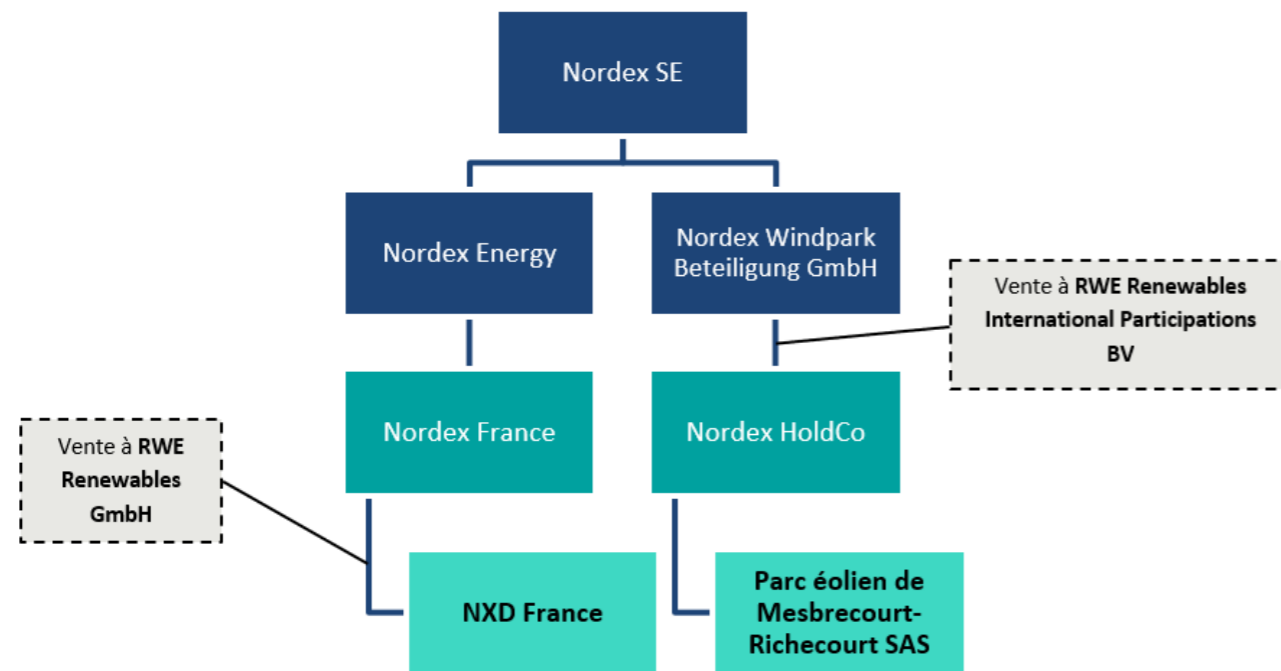 Nordex SE
Nordex Energy
Nordex Windpark
Beteiligung GmbH
Vente à RWE Renewables
International Participations
BV
Nordex France
Nordex HoldCo
Vente à RWE
Renewables
GmbH
NXD France
Parc éolien de
Mesbrecourt-
Richecourt SAS